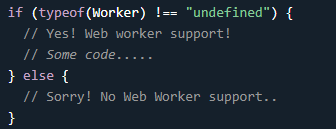 if (typeof(Worker) !== "undefined") {
  // Yes! Web worker support!
  // Some code.....
} else {
  // Sorry! No Web Worker support..
}